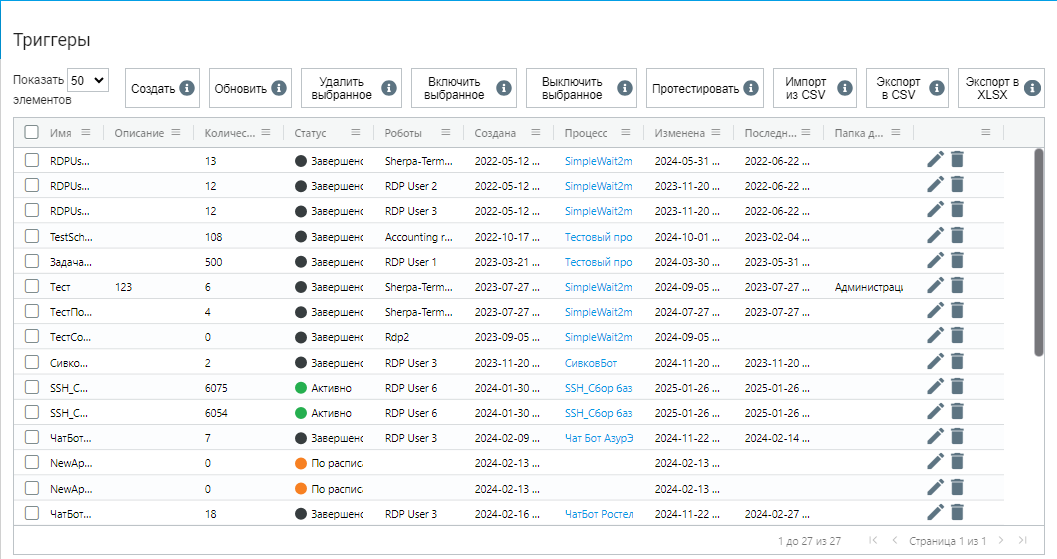 Триггеры
Показать 50 элементов
Создать
Обновить
Удалить выбранное
Включить выбранное
Выключить выбранное
Протестировать
Импорт из CSV
Экспорт в CSV
Экспорт в XLSX
Имя Описание Количес... Статус Роботы Создана Процесс Изменена Последн... Папка д...
RDPUs... 13 Завершенс Sherpa-Term... 2022-05-12 ... SimpleWait2m 2024-05-31 ... 2022-06-22 ...
RDPUs... 12 Завершенс RDP User 2 2022-05-12 ... SimpleWait2m 2023-11-20 ... 2022-06-22 ...
RDPUs... 12 Завершенс RDP User 3 2022-05-12 ... SimpleWait2m 2023-11-20 ... 2022-06-22 ...
TestSch... 108 Завершенс Accounting r... 2022-10-17 ... Тестовый про 2024-10-01 ... 2023-02-04 ...
Задача... 500 Завершенс RDP User 1 2023-03-21 ... Тестовый про 2024-03-30 ... 2023-05-31 ...
Тест 123 6 Завершенс Sherpa-Term... 2023-07-27 ... SimpleWait2m 2024-09-05 ... 2023-07-27 ... Администраци
ТестПо... 4 Завершенс Sherpa-Term... 2023-07-27 ... SimpleWait2m 2024-07-27 ... 2023-07-27 ...
ТестСо... 0 Завершенс Rdp2 2023-09-05 ... SimpleWait2m 2024-09-05 ...
Сивко... 2 Завершенс RDP User 3 2023-11-20 ... СивковБот 2024-11-20 ... 2023-11-20 ...
SSH_C... 6075 Активно RDP User 6 2024-01-30 ... SSH_Сбор баз 2025-01-26 ... 2025-01-26 ...
SSH_C... 6054 Активно RDP User 6 2024-01-30 ... SSH_Сбор баз 2025-01-26 ... 2025-01-26 ...
ЧатБот... 7 Завершенс RDP User 3 2024-02-09 ... Чат Бот АзурЭ 2024-11-22 ... 2024-02-14 ...
NewAp... 0 По расписа 2024-02-13 ... 2024-02-13 ...
NewAp... 0 По расписа 2024-02-13 ... 2024-02-13 ...
ЧатБот... 18 Завершенс RDP User 3 2024-02-16 ... ЧатБот Ростел 2024-11-22 ... 2024-02-27 ...
1 до 27 из 27 Страница 1 из 1